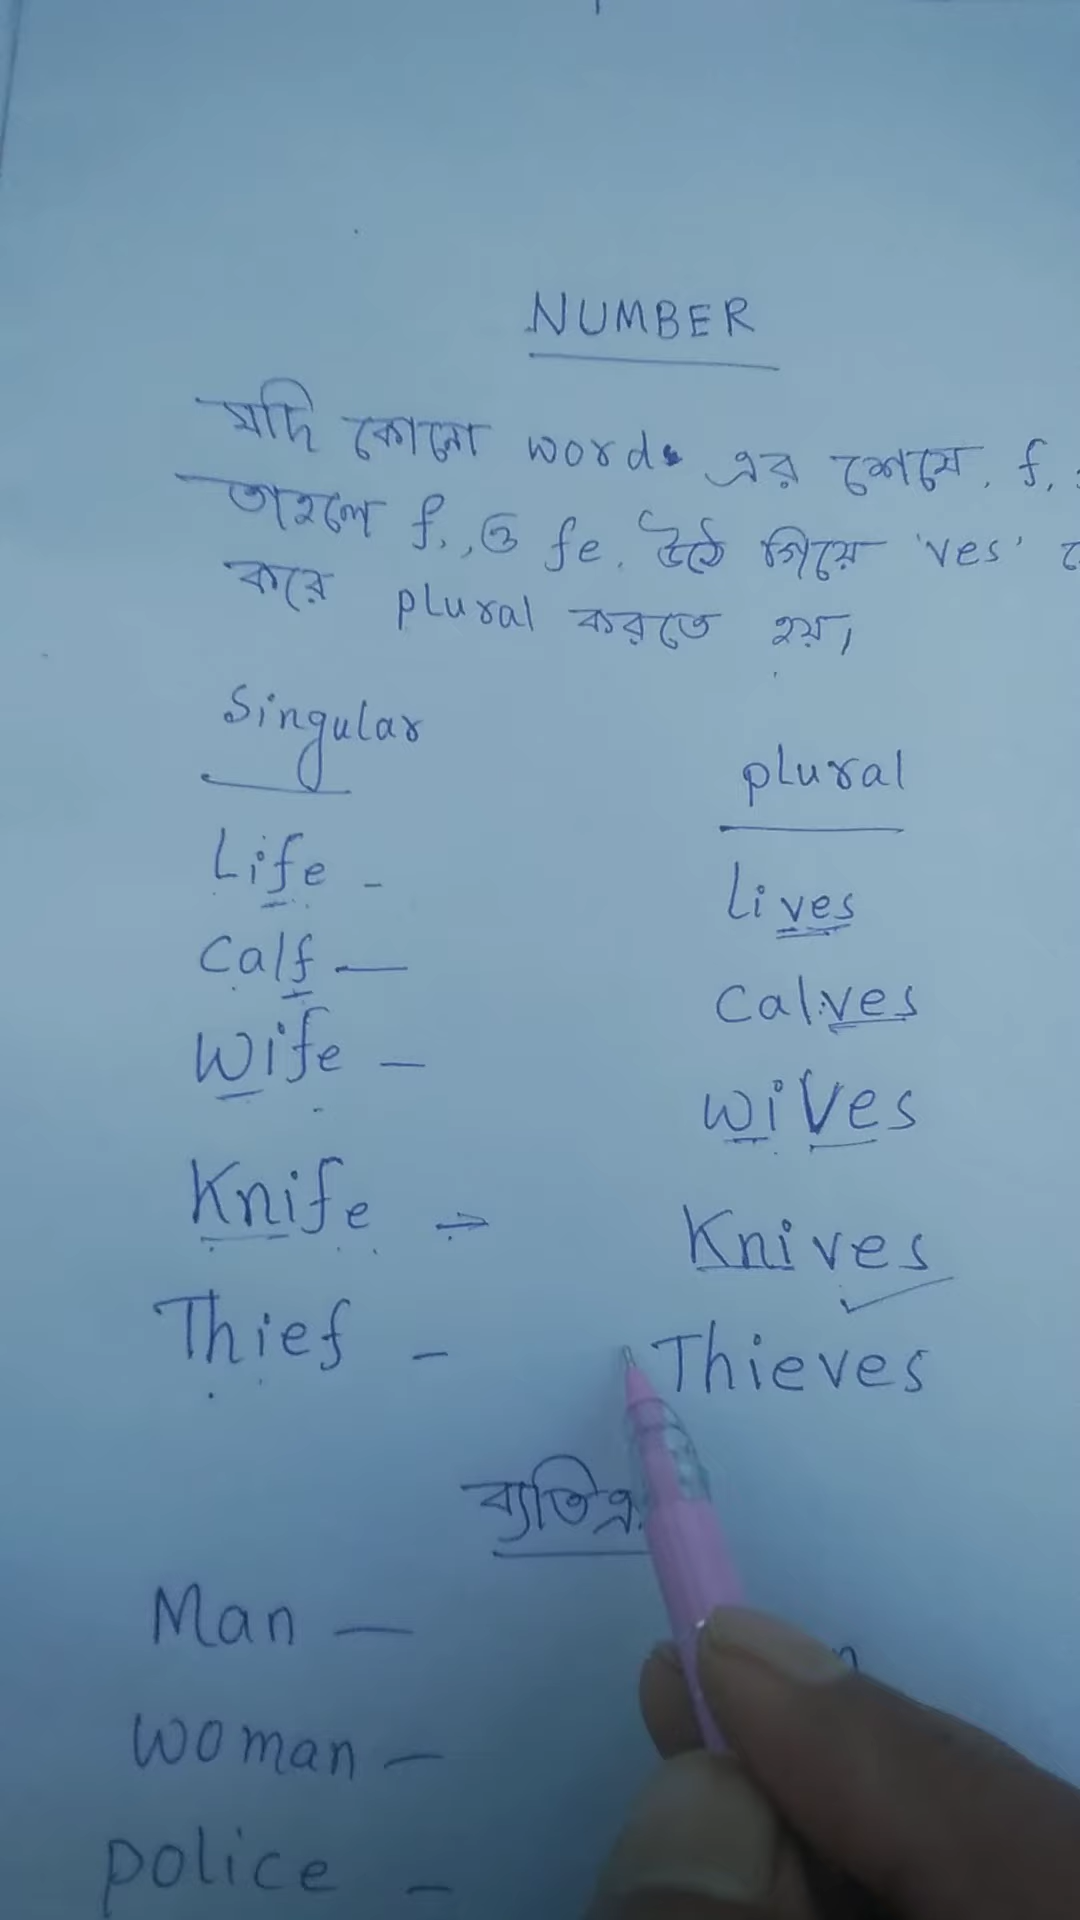 NUMBER
যদি কোনো word এর শেষে, f,
তাহলে f, ও fe, উঠে গিয়ে 'ves'
করে plural করতে হয়,
Singular plural
Life - Lives
Calf — Calves
Wife — wives
Knife → Knives
Thief - Thieves
Man —
woman —
police -